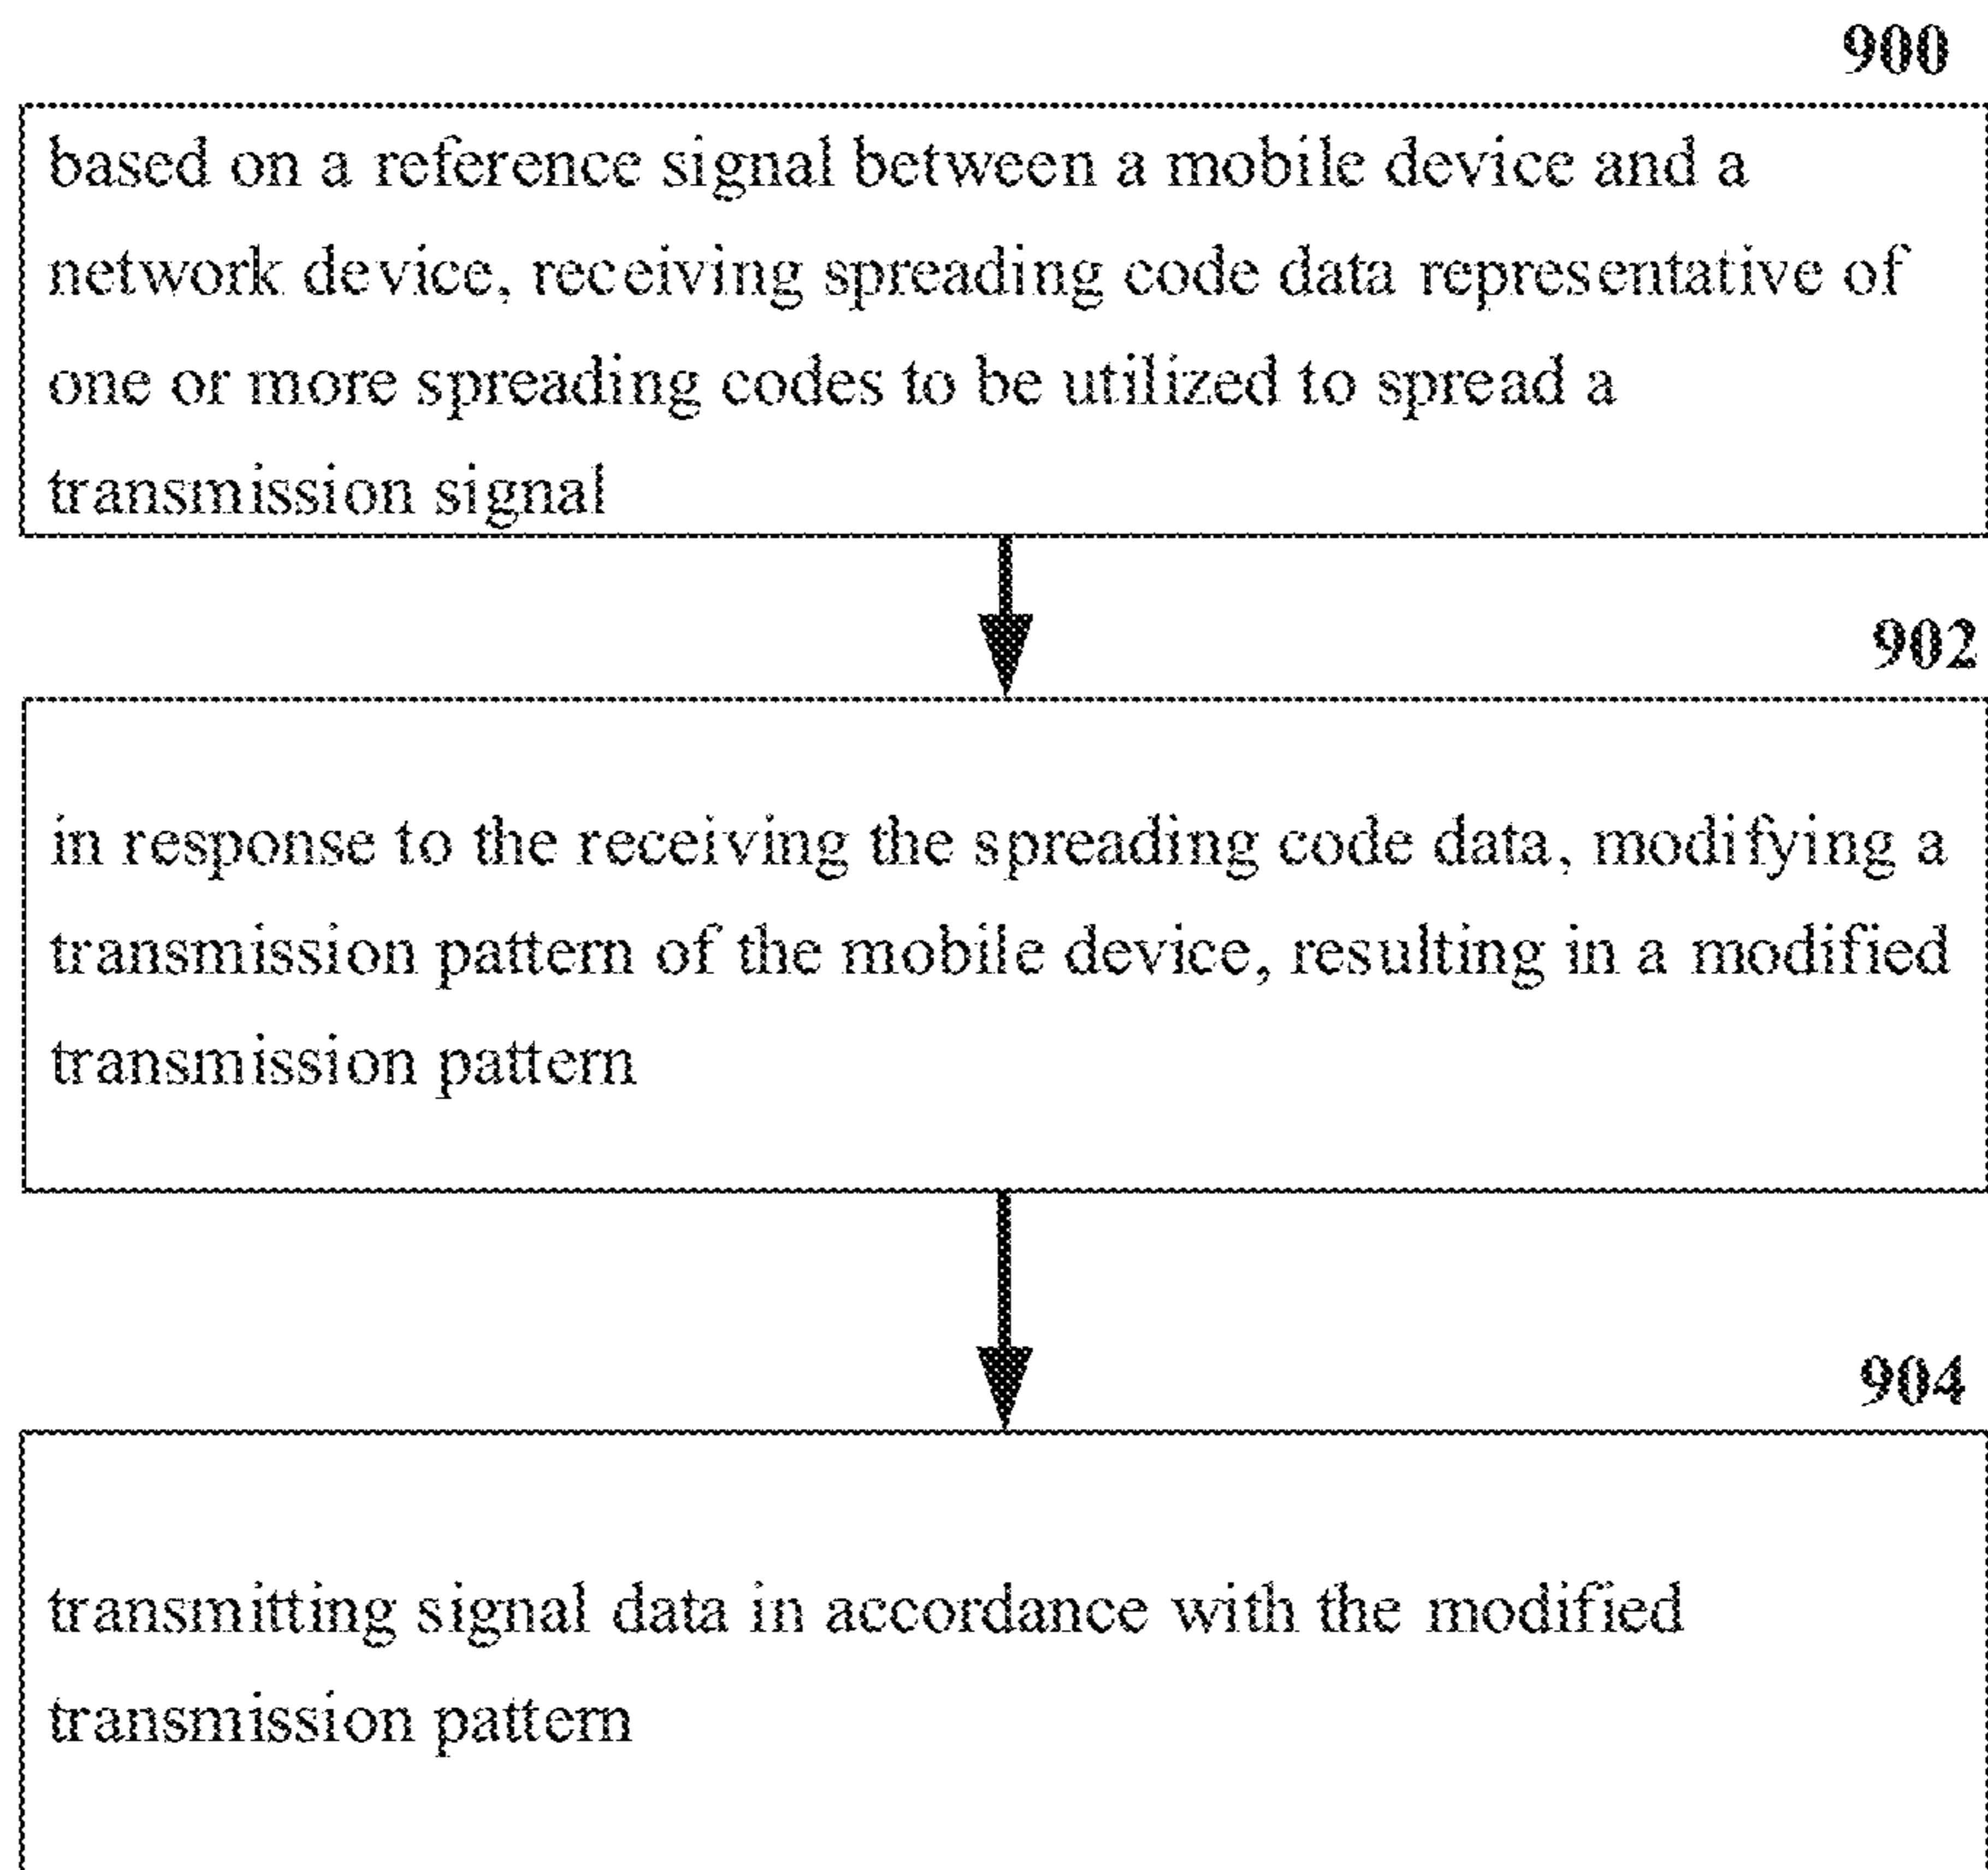 900
based on a reference signal between a mobile device and a
network device, receiving spreading code data representative of
one or more spreading codes to be utilized to spread a
transmission signal
902
in response to the receiving the spreading code data, modifying a
transmission pattern of the mobile device, resulting in a modified
transmission pattern
904
transmitting signal data in accordance with the modified
transmission pattern